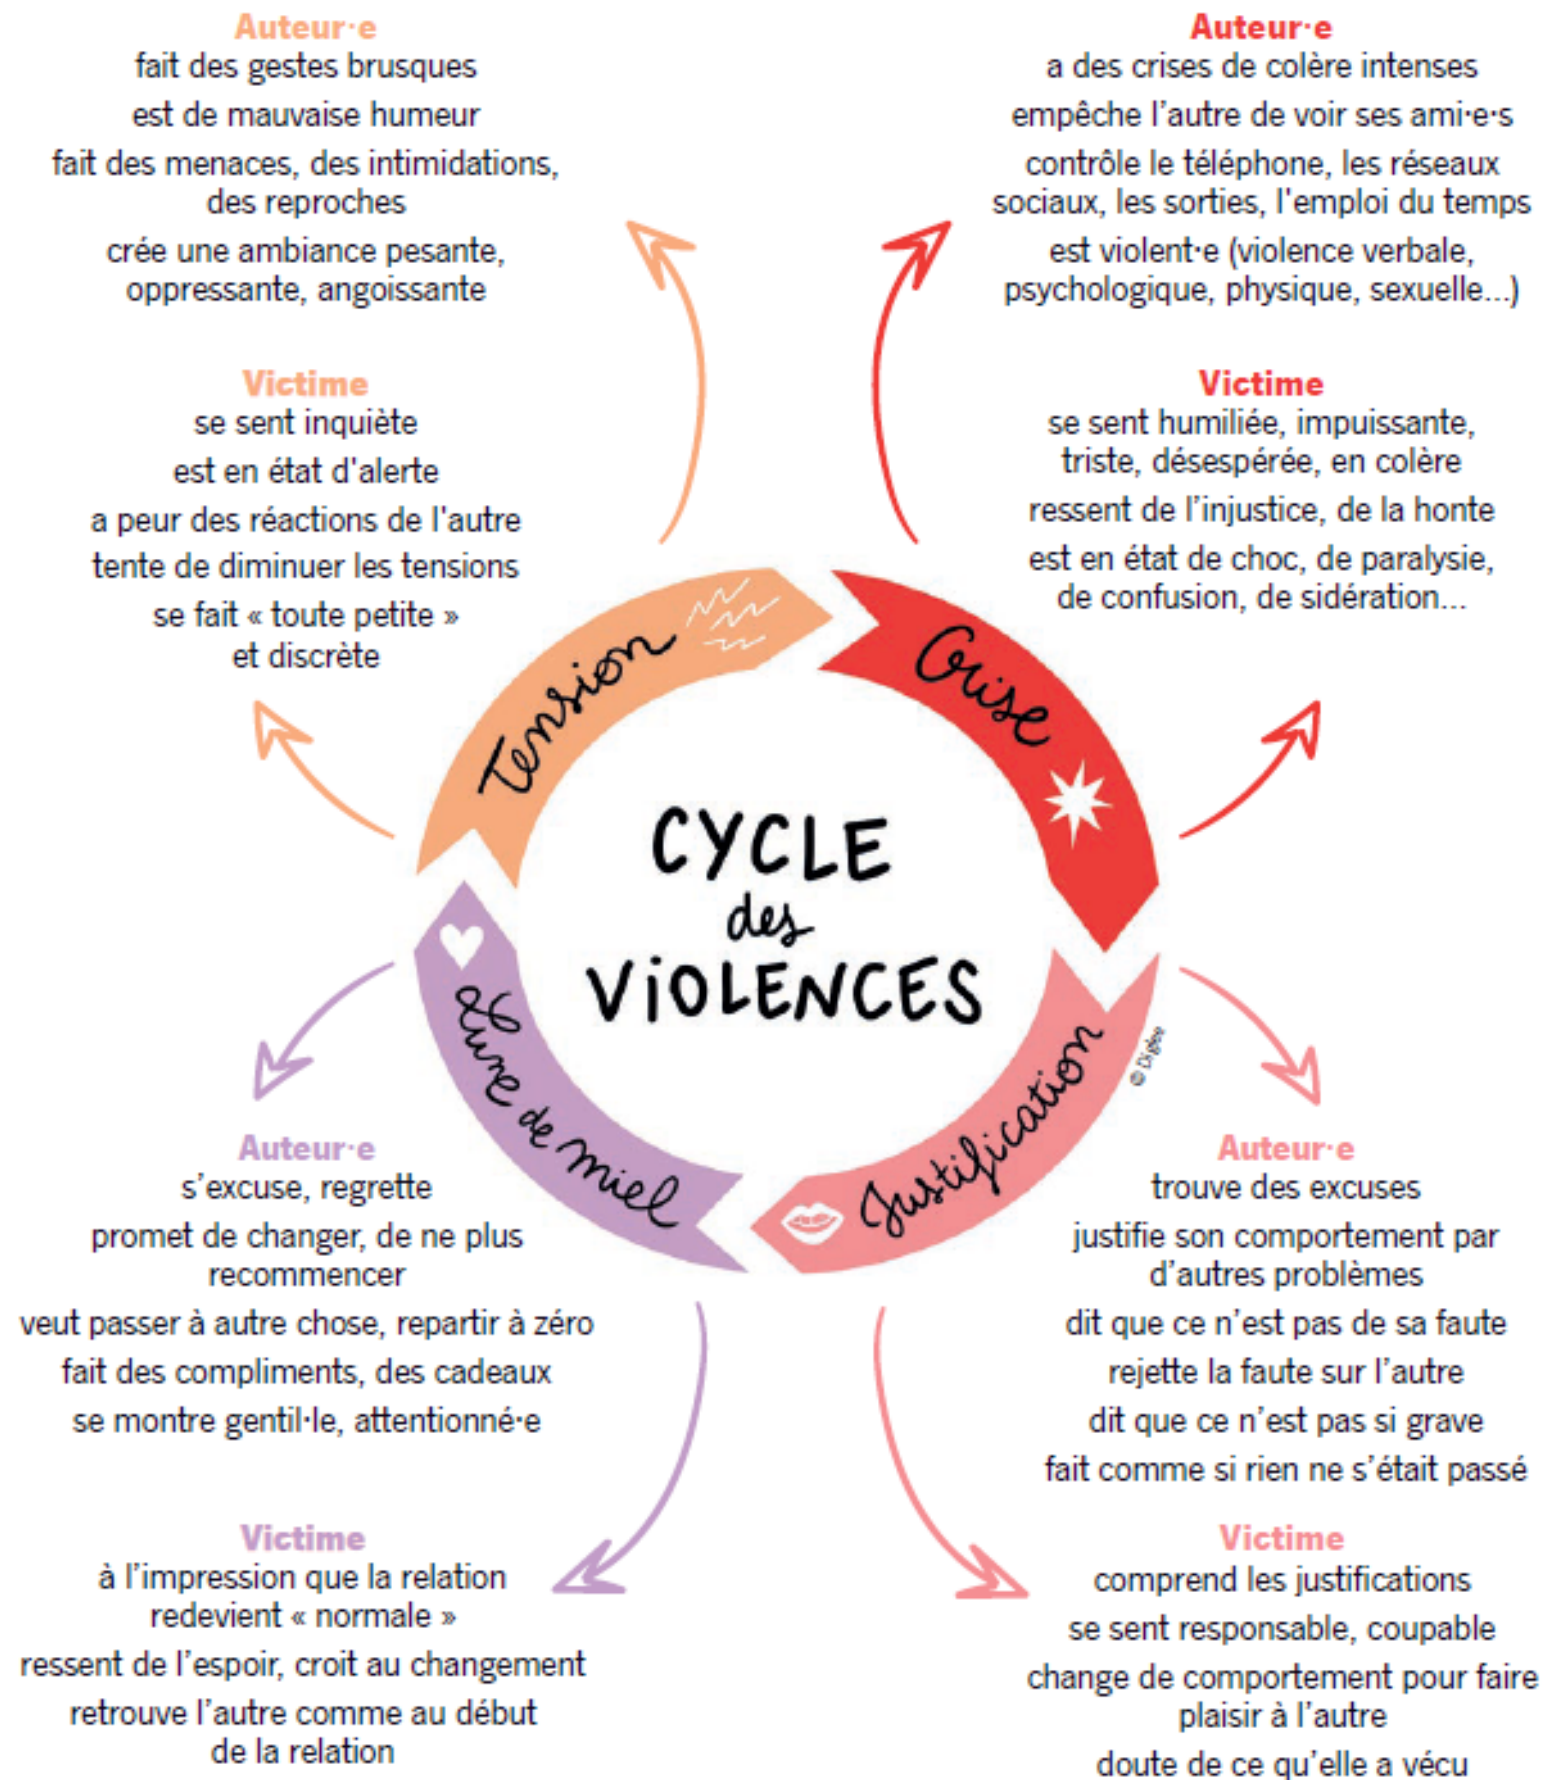 Auteur·e
fait des gestes brusques
est de mauvaise humeur
fait des menaces, des intimidations,
des reproches
crée une ambiance pesante,
oppressante, angoissante
Victime
se sent inquiète
est en état d'alerte
a peur des réactions de l'autre
tente de diminuer les tensions
se fait « toute petite »
et discrète
Auteur·e
a des crises de colère intenses
empêche l’autre de voir ses ami·e·s
contrôle le téléphone, les réseaux
sociaux, les sorties, l'emploi du temps
est violent·e (violence verbale,
psychologique, physique, sexuelle...)
Victime
se sent humiliée, impuissante,
triste, désespérée, en colère
ressent de l’injustice, de la honte
est en état de choc, de paralysie,
de confusion, de sidération...
Tension
Crise
CYCLE
des
VIOLENCES
Lune de miel
Justification
© Diglee
Auteur·e
s’excuse, regrette
promet de changer, de ne plus
recommencer
veut passer à autre chose, repartir à zéro
fait des compliments, des cadeaux
se montre gentil·le, attentionné·e
Victime
à l’impression que la relation
redevient « normale »
ressent de l’espoir, croit au changement
retrouve l’autre comme au début
de la relation
Auteur·e
trouve des excuses
justifie son comportement par
d’autres problèmes
dit que ce n’est pas de sa faute
rejette la faute sur l’autre
dit que ce n’est pas si grave
fait comme si rien ne s’était passé
Victime
comprend les justifications
se sent responsable, coupable
change de comportement pour faire
plaisir à l’autre
doute de ce qu’elle a vécu